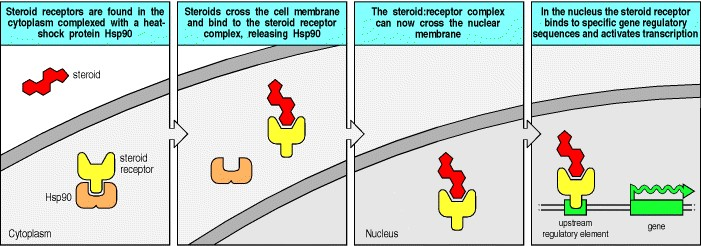 Steroid receptors are found in the
cytoplasm complexed with a heat-
shock protein Hsp90
Steroids cross the cell membrane
and bind to the steroid receptor
complex, releasing Hsp90
The steroid:receptor complex
can now cross the nuclear
membrane
In the nucleus the steroid receptor
binds to specific gene regulatory
sequences and activates transcription
steroid
steroid
receptor
Hsp90
Cytoplasm
Nucleus
upstream
regulatory element
gene